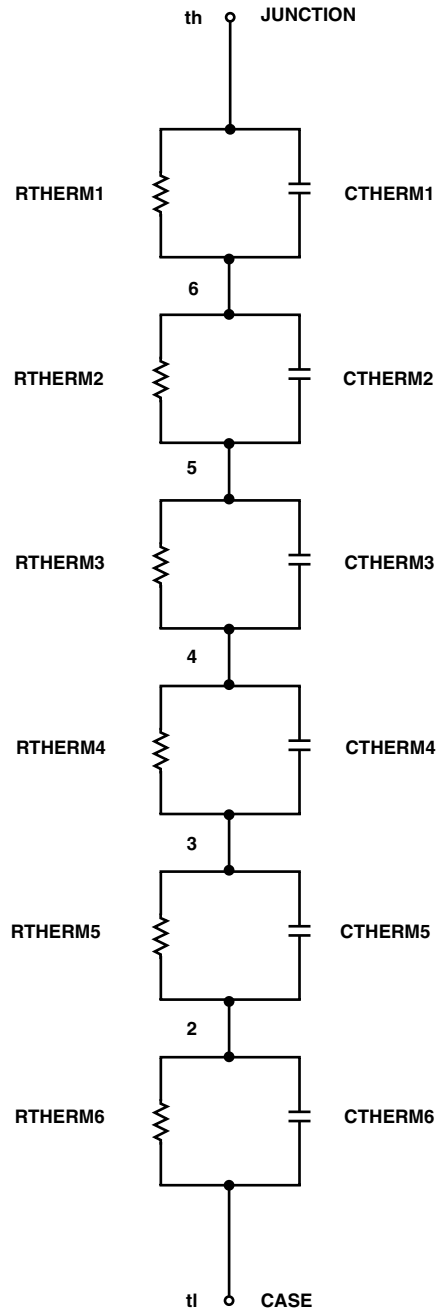 th JUNCTION
RTHERM1 CTHERM1
6
RTHERM2 CTHERM2
5
RTHERM3 CTHERM3
4
RTHERM4 CTHERM4
3
RTHERM5 CTHERM5
2
RTHERM6 CTHERM6
tl CASE